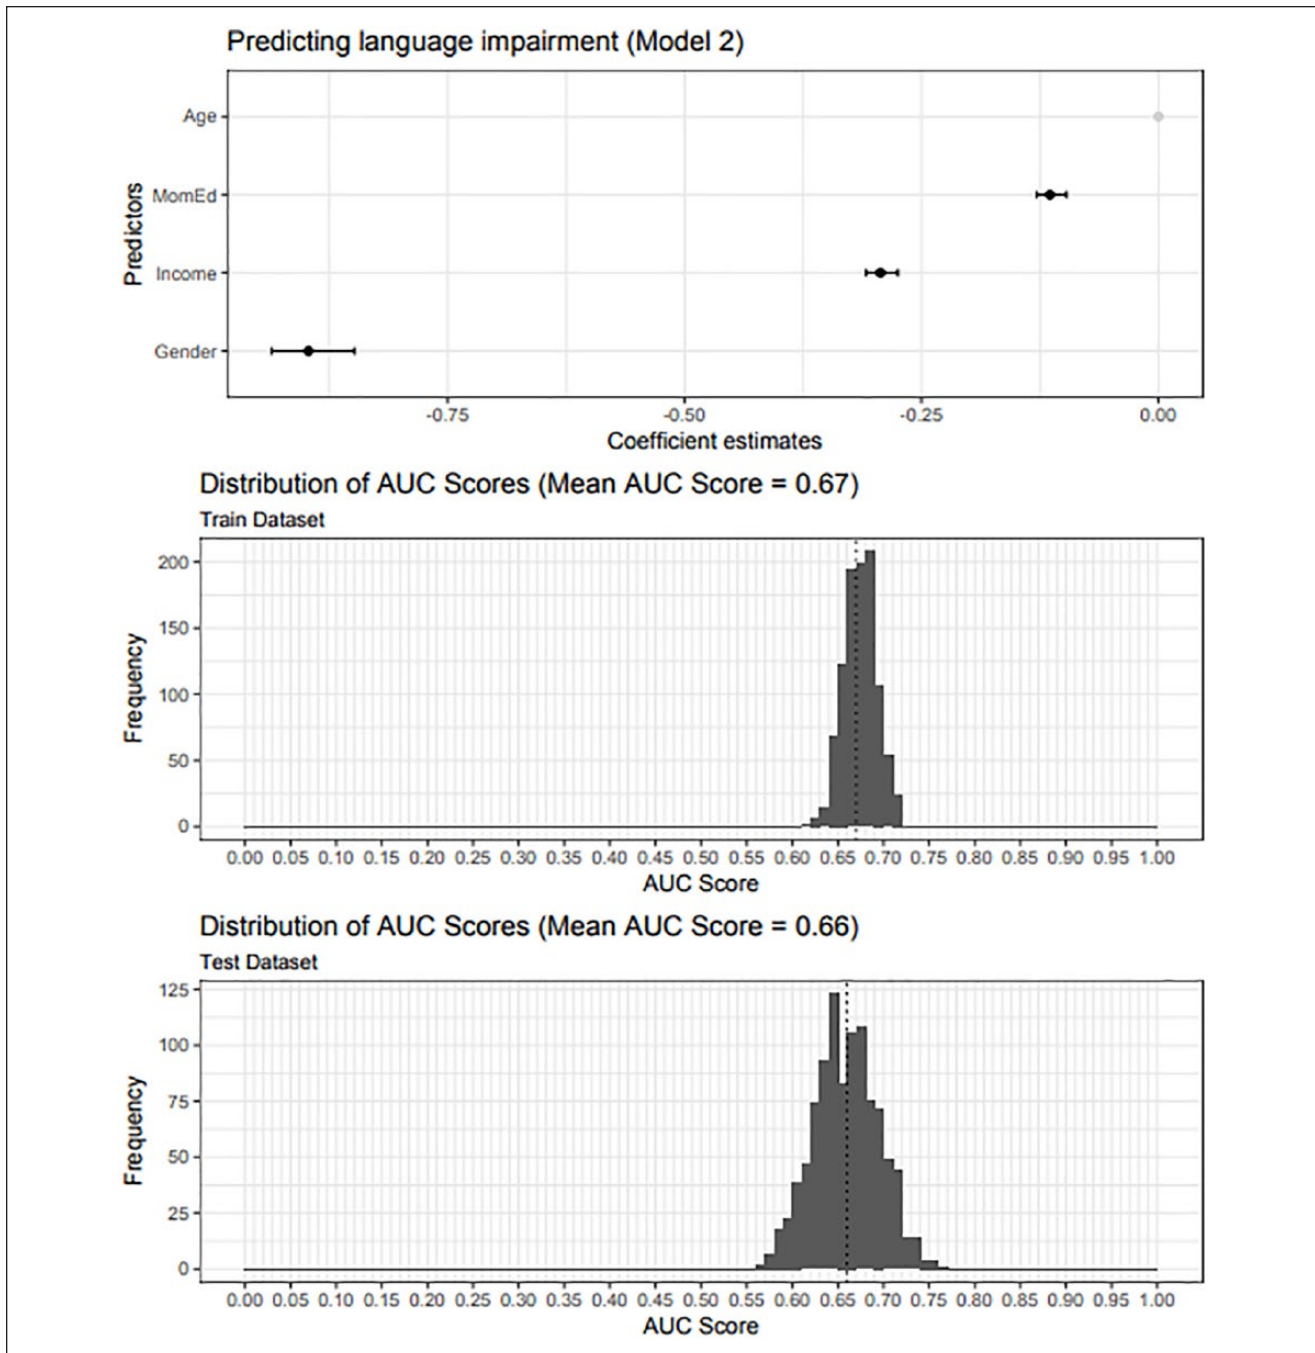 Predicting language impairment (Model 2)
Predictors
Age
MomEd
Income
Gender
-0.75 -0.50 -0.25 0.00
Coefficient estimates
Distribution of AUC Scores (Mean AUC Score = 0.67)
Train Dataset
Frequency
200
150
100
50
0
0.00 0.05 0.10 0.15 0.20 0.25 0.30 0.35 0.40 0.45 0.50 0.55 0.60 0.65 0.70 0.75 0.80 0.85 0.90 0.95 1.00
AUC Score
Distribution of AUC Scores (Mean AUC Score = 0.66)
Test Dataset
Frequency
125
100
75
50
25
0
0.00 0.05 0.10 0.15 0.20 0.25 0.30 0.35 0.40 0.45 0.50 0.55 0.60 0.65 0.70 0.75 0.80 0.85 0.90 0.95 1.00
AUC Score